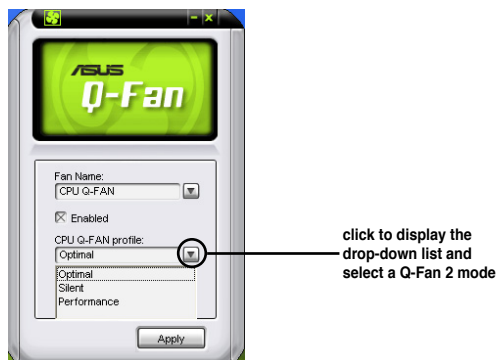 ASUS
Q-Fan
Fan Name:
CPU Q-FAN
Enabled
CPU Q-FAN profile:
Optimal
Optimal
Silent
Performance
Apply
click to display the
drop-down list and
select a Q-Fan 2 mode